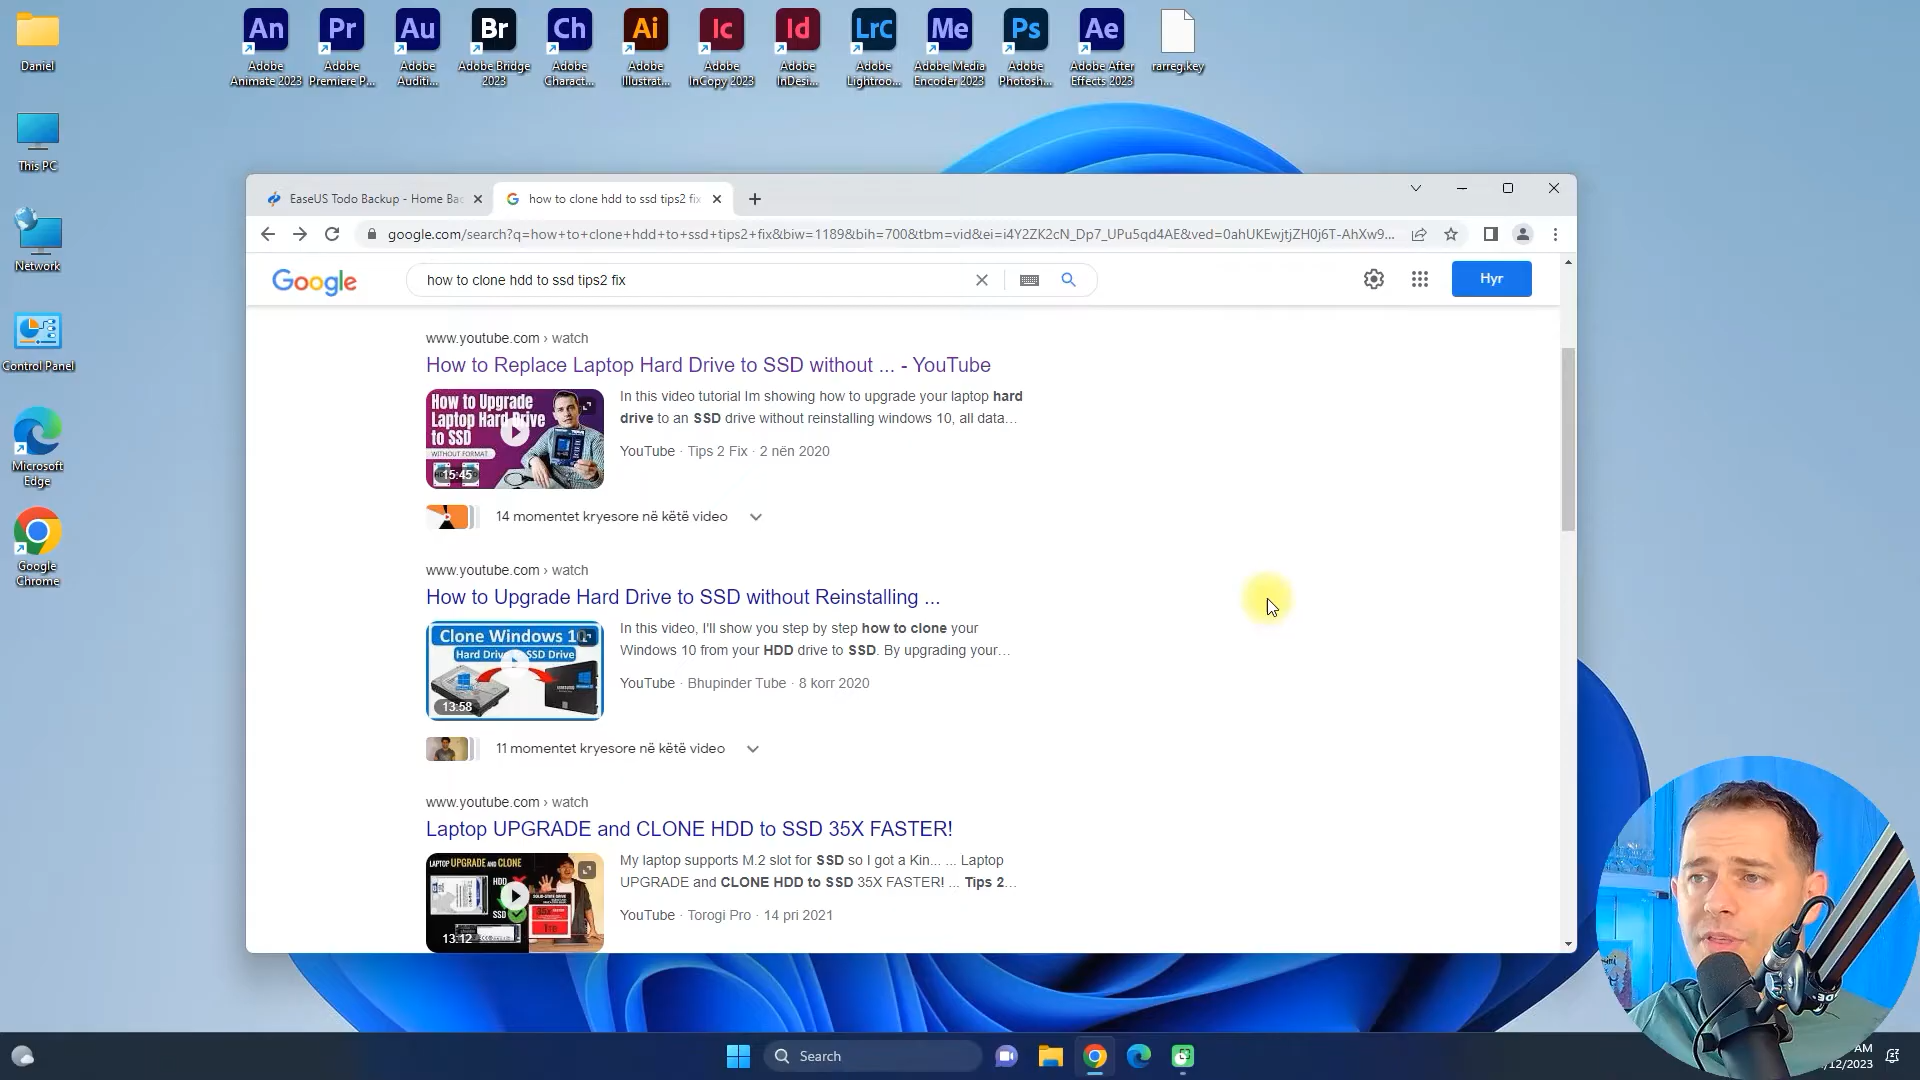 Daniel
This PC
Network
Control Panel
Microsoft
Edge
Google
Chrome
An
Adobe
Animate 2023
Pr
Adobe
Premiere P...
Au
Adobe
Auditi...
Br
Adobe Bridge
2023
Ch
Adobe
Charact...
Ai
Adobe
Illustrat...
Ic
Adobe
InCopy 2023
Id
Adobe
InDesi...
LrC
Adobe
Lightroo...
Me
Adobe Media
Encoder 2023
Ps
Adobe
Photosh...
Ae
Adobe After
Effects 2023
rarreg.key
EaseUS Todo Backup - Home Bac
how to clone hdd to ssd tips2 fix
google.com/search?q=how+to+clone+hdd+to+ssd+tips2+fix&biw=1189&bih=700&tbm=vid&ei=i4Y2ZK2cN_Dp7_UPu5qd4AE&ved=0ahUKEwjtjZH0j6T-AhXw9...
Google
how to clone hdd to ssd tips2 fix
Hyr
www.youtube.com › watch
How to Replace Laptop Hard Drive to SSD without ... - YouTube
How to Upgrade
Laptop Hard Drive
to SSD
WITHOUT FORMAT
15:45
In this video tutorial Im showing how to upgrade your laptop hard
drive to an SSD drive without reinstalling windows 10, all data...
YouTube · Tips 2 Fix · 2 nën 2020
14 momentet kryesore në këtë video
www.youtube.com › watch
How to Upgrade Hard Drive to SSD without Reinstalling ...
Clone Windows 10
Hard Drive to SSD Drive
13:58
In this video, I'll show you step by step how to clone your
Windows 10 from your HDD drive to SSD. By upgrading your...
YouTube · Bhupinder Tube · 8 korr 2020
11 momentet kryesore në këtë video
www.youtube.com › watch
Laptop UPGRADE and CLONE HDD to SSD 35X FASTER!
LAPTOP UPGRADE AND CLONE
HDD
SSD
1TB
13:12
My laptop supports M.2 slot for SSD so I got a Kin... ... Laptop
UPGRADE and CLONE HDD to SSD 35X FASTER! ... Tips 2...
YouTube · Torogi Pro · 14 pri 2021
Search
AM
/12/2023